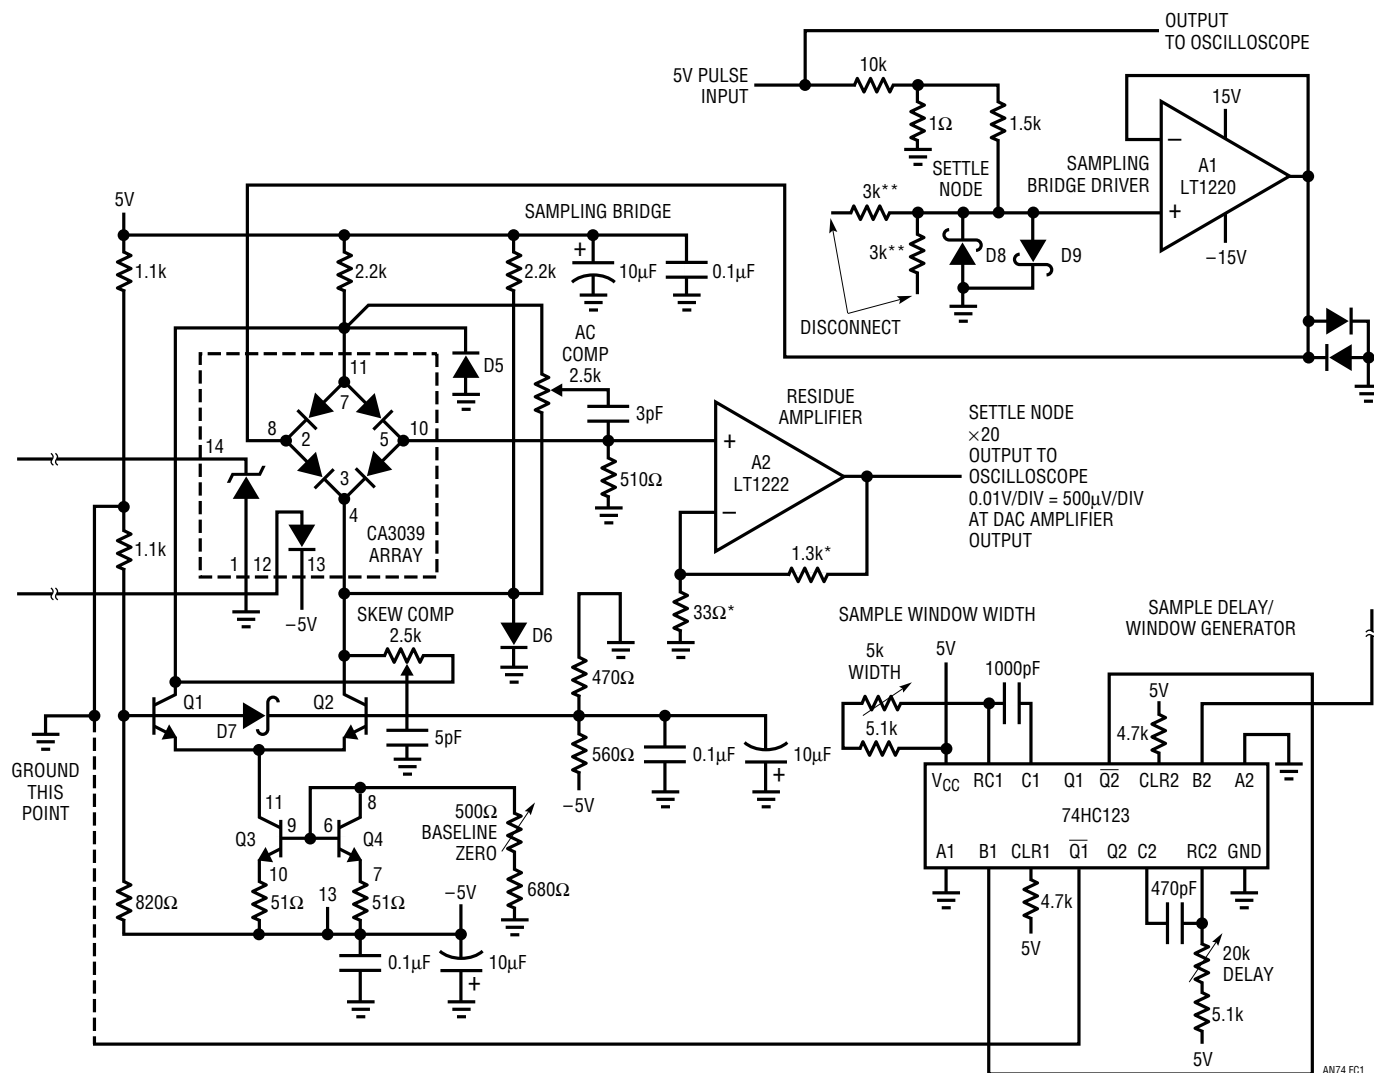 OUTPUT
TO OSCILLOSCOPE
5V PULSE
INPUT
10k
1Ω
1.5k
15V
A1
LT1220
–15V
SAMPLING
BRIDGE DRIVER
SETTLE
NODE
3k**
3k**
D8
D9
DISCONNECT
5V
SAMPLING BRIDGE
1.1k
2.2k
2.2k
+
10µF
0.1µF
AC
COMP
2.5k
D5
11
7
8
2
5
10
3
4
14
3pF
510Ω
CA3039
ARRAY
1
12
13
–5V
1.1k
RESIDUE
AMPLIFIER
+
–
A2
LT1222
1.3k*
33Ω*
SETTLE NODE
×20
OUTPUT TO
OSCILLOSCOPE
0.01V/DIV = 500µV/DIV
AT DAC AMPLIFIER
OUTPUT
–
+
SKEW COMP
2.5k
D6
470Ω
560Ω
–5V
0.1µF
10µF
+
Q1
D7
Q2
5pF
GROUND
THIS
POINT
11
8
Q3
9
6
Q4
10
7
51Ω
13
51Ω
820Ω
500Ω
BASELINE
ZERO
680Ω
–5V
0.1µF
10µF
+
SAMPLE WINDOW WIDTH
5k
WIDTH
5.1k
5V
1000pF
SAMPLE DELAY/
WINDOW GENERATOR
5V
4.7k
VCC
RC1
C1
Q1
Q2
CLR2
B2
A2
74HC123
A1
B1
CLR1
Q1
Q2
C2
RC2
GND
4.7k
5V
470pF
20k
DELAY
5.1k
5V
AN74 FC1